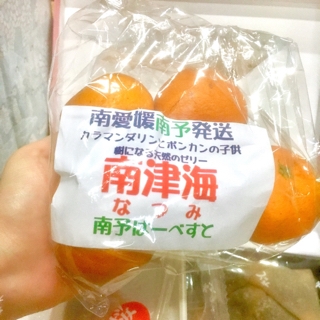 南愛媛南予発送
カラマンダリンとポンカンの子供
樹になる天然のゼリー
南津海
なつみ
南予はーべすと